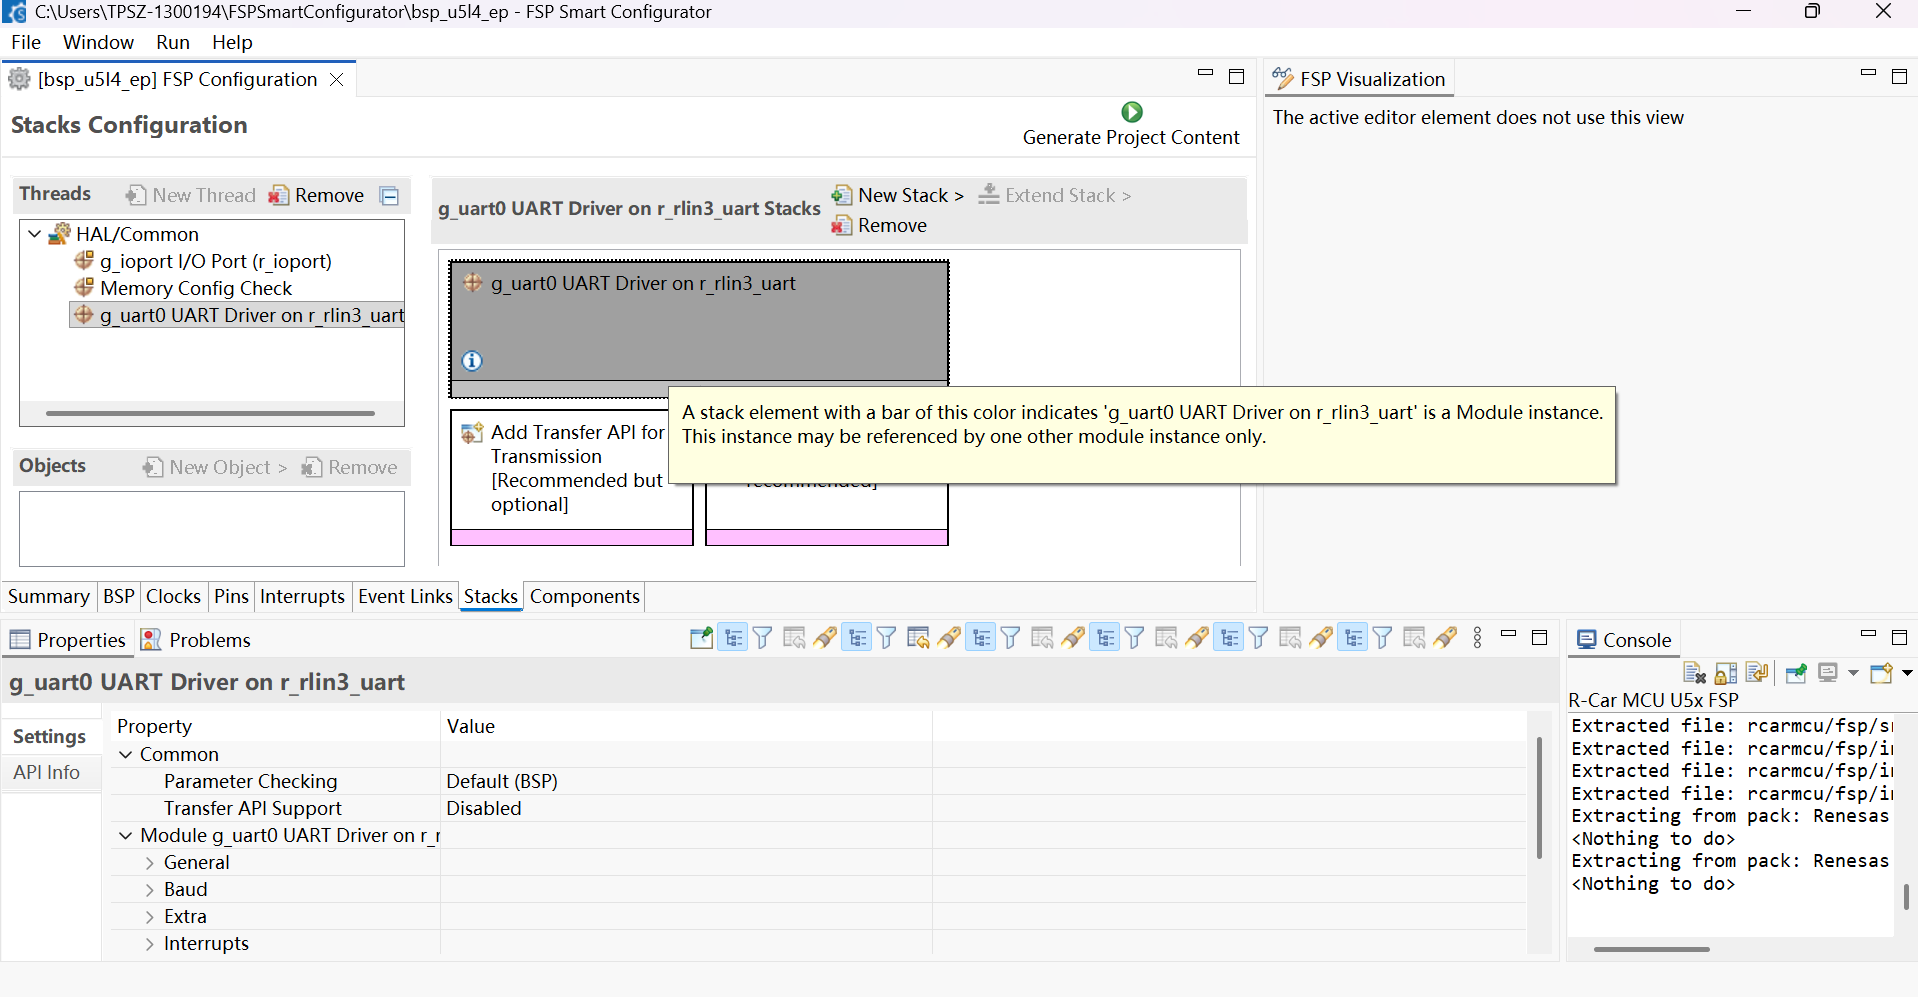 C:\Users\TPSZ-1300194\FSPSmartConfigurator\bsp_u5l4_ep - FSP Smart Configurator
File Window Run Help
[bsp_u5l4_ep] FSP Configuration
Stacks Configuration
Generate Project Content
Threads
New Thread Remove
HAL/Common
g_ioport I/O Port (r_ioport)
Memory Config Check
g_uart0 UART Driver on r_rlin3_uart
Objects
New Object > Remove
g_uart0 UART Driver on r_rlin3_uart Stacks
New Stack > Extend Stack >
Remove
g_uart0 UART Driver on r_rlin3_uart
A stack element with a bar of this color indicates 'g_uart0 UART Driver on r_rlin3_uart' is a Module instance.
This instance may be referenced by one other module instance only.
Add Transfer API for
Transmission
[Recommended but
optional]
recommended]
Summary BSP Clocks Pins Interrupts Event Links Stacks Components
FSP Visualization
The active editor element does not use this view
Properties Problems
g_uart0 UART Driver on r_rlin3_uart
Settings
API Info
Property Value
Common
Parameter Checking Default (BSP)
Transfer API Support Disabled
Module g_uart0 UART Driver on r_r
General
Baud
Extra
Interrupts
Console
R-Car MCU U5x FSP
Extracted file: rcarmcu/fsp/s
Extracted file: rcarmcu/fsp/i
Extracted file: rcarmcu/fsp/i
Extracted file: rcarmcu/fsp/i
Extracting from pack: Renesas
<Nothing to do>
Extracting from pack: Renesas
<Nothing to do>